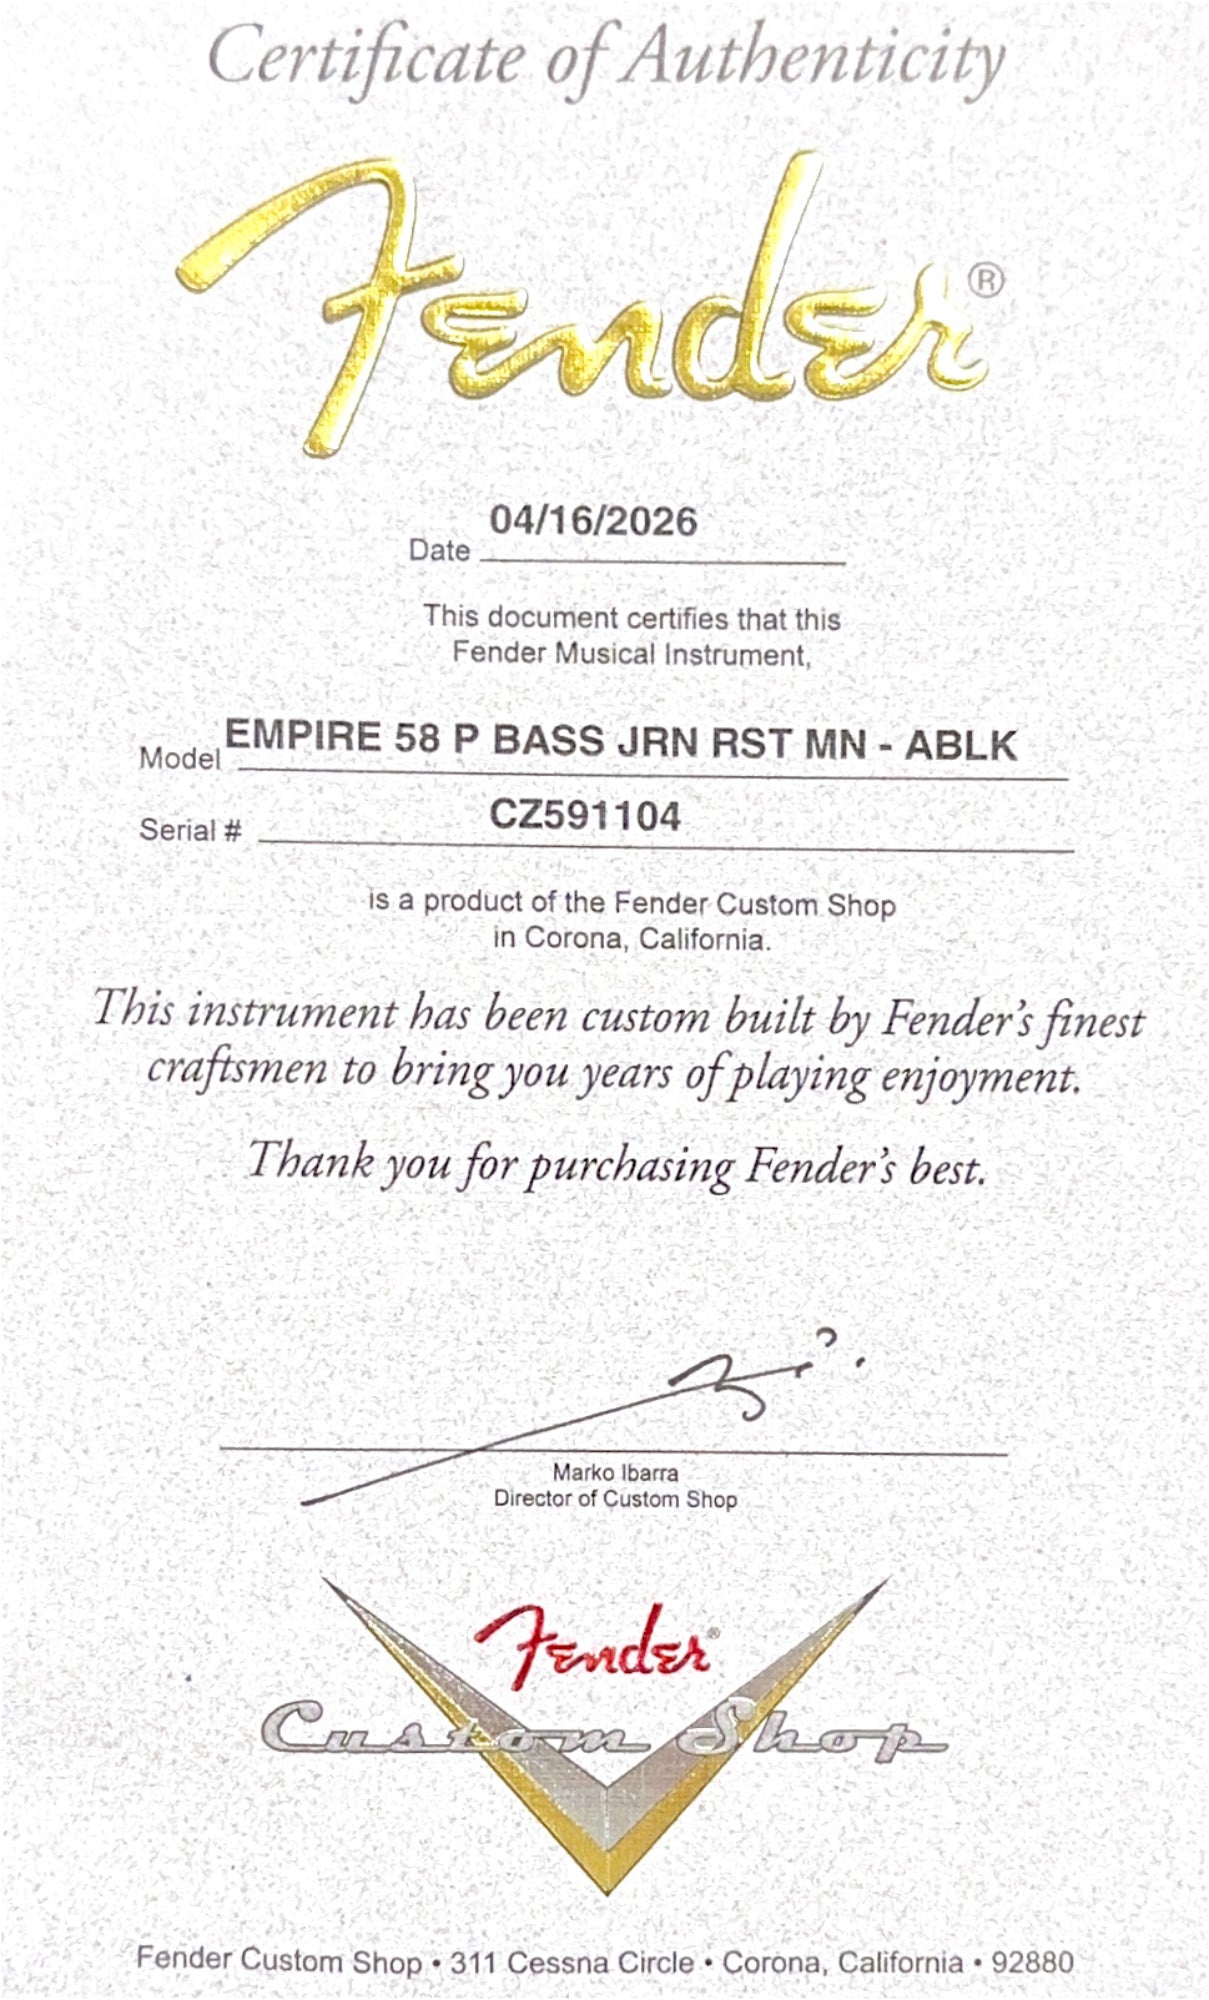 Certificate of Authenticity
Fender®
Date 04/16/2026
This document certifies that this
Fender Musical Instrument,
Model EMPIRE 58 P BASS JRN RST MN - ABLK
Serial # CZ591104
is a product of the Fender Custom Shop
in Corona, California.
This instrument has been custom built by Fender's finest
craftsmen to bring you years of playing enjoyment.
Thank you for purchasing Fender's best.
Marko Ibarra
Director of Custom Shop
Fender®
Custom Shop
Fender Custom Shop • 311 Cessna Circle • Corona, California • 92880